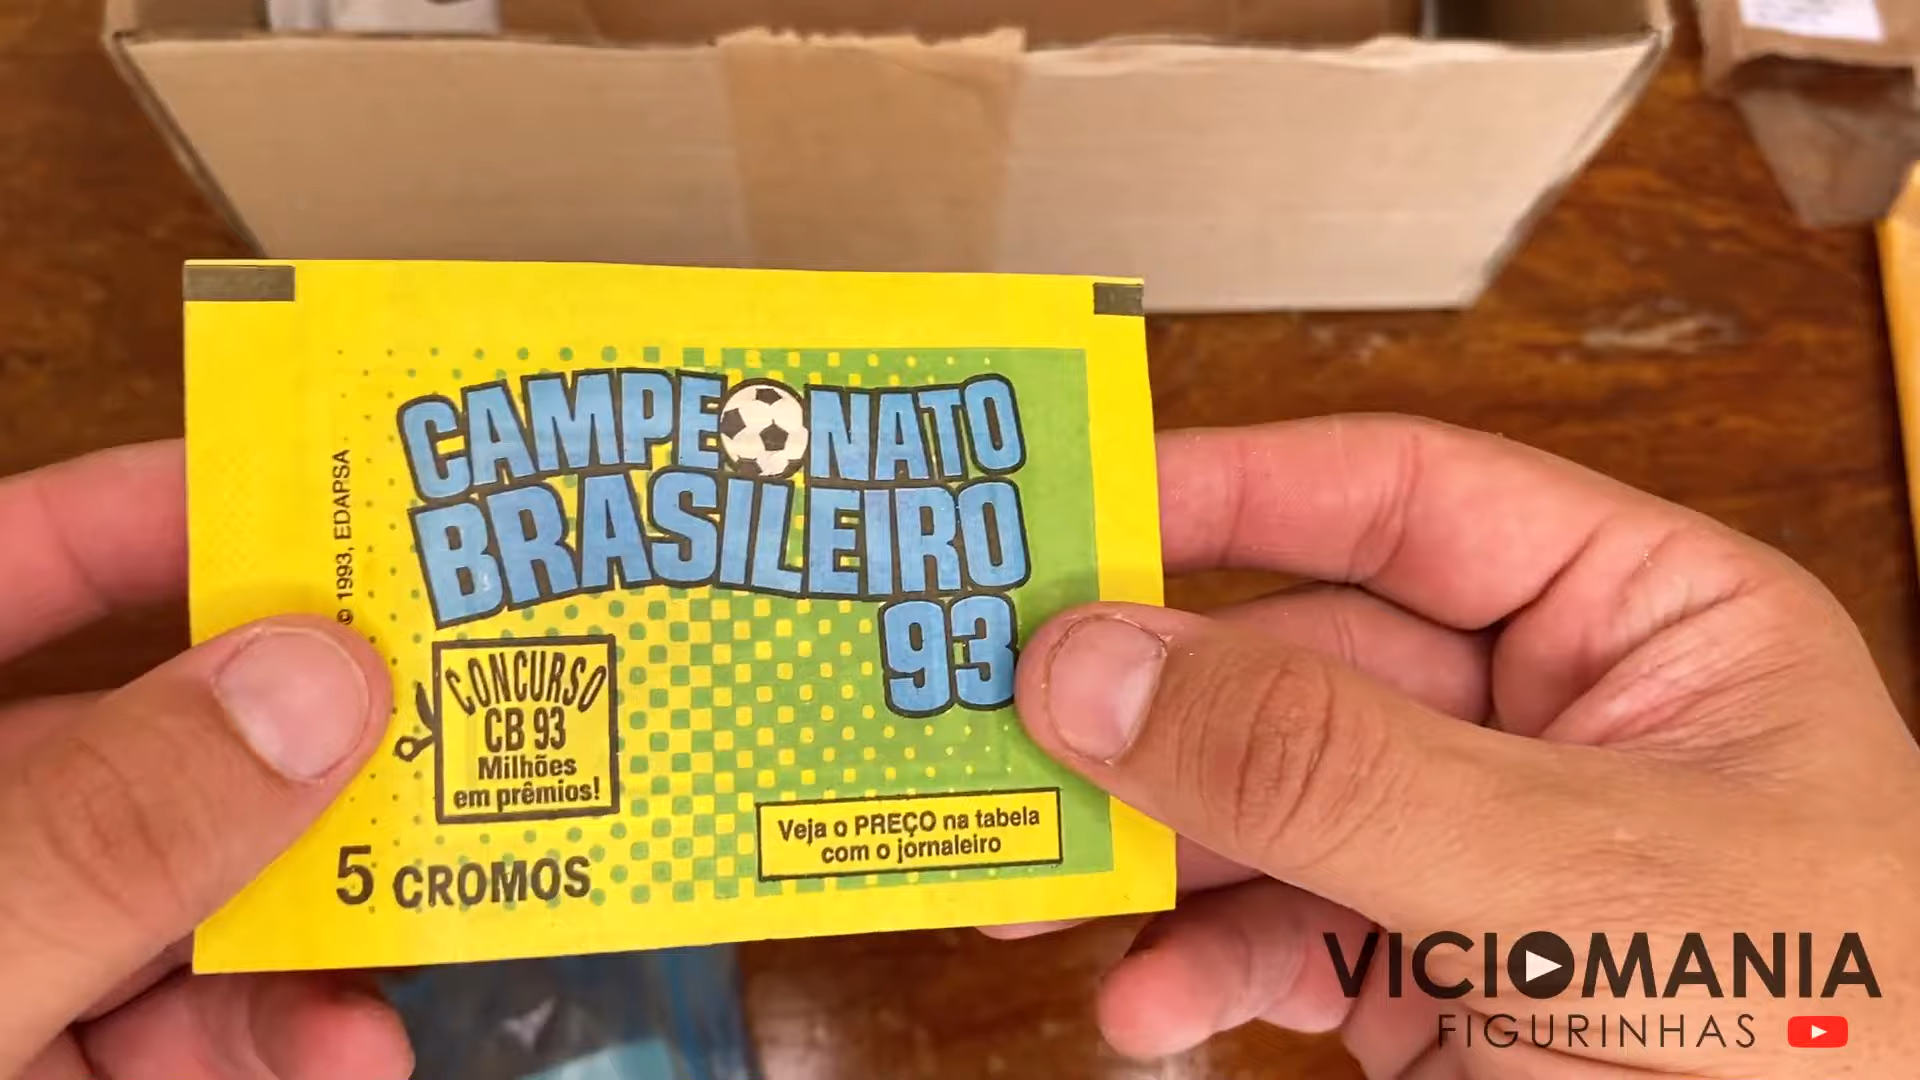 CAMPEONATO
BRASILEIRO
93
© 1993, EDAPSA
CONCURSO
CB 93
Milhões
em prêmios!
5 CROMOS
Veja o PREÇO na tabela
com o jornaleiro
VICIOMANIA
FIGURINHAS